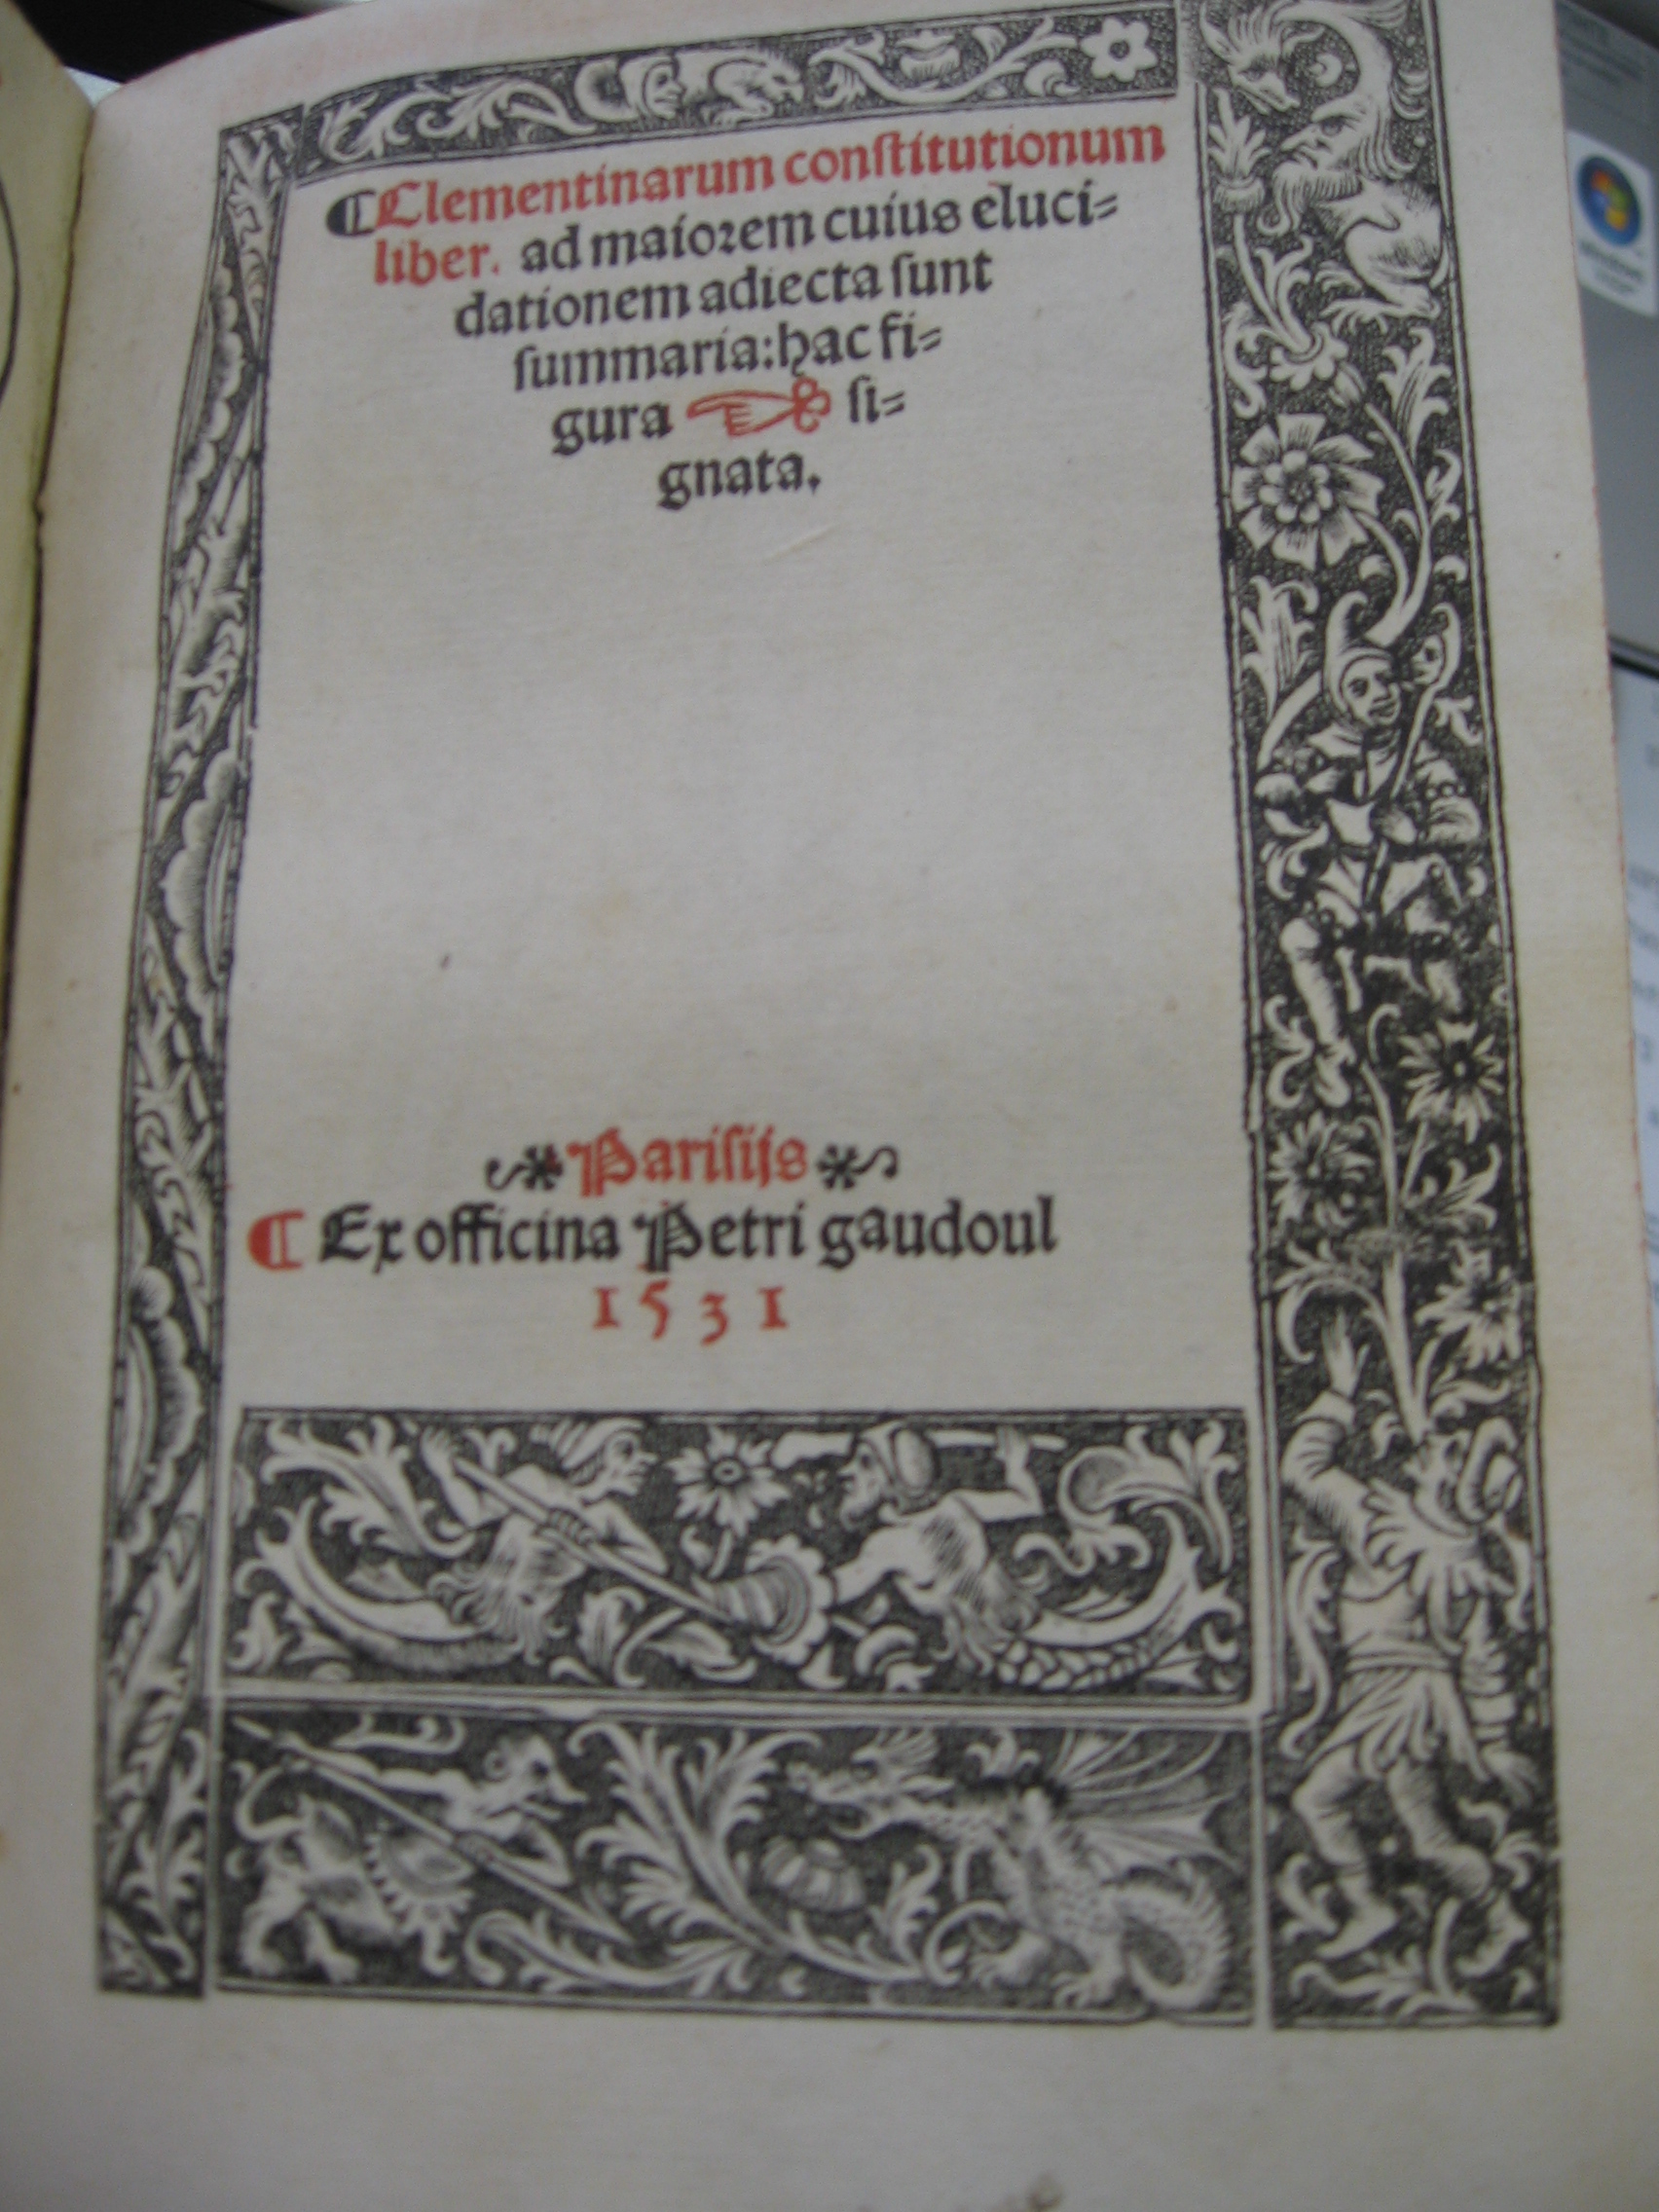 ¶Clementinarum conſtitutionum
liber. ad maiorem cuius eluci⸗
dationem adiecta ſunt
ſummaria:hac fi⸗
gura ☜ ſi⸗
gnata.
Pariſijs
¶ Ex officina Petri gaudoul
1531